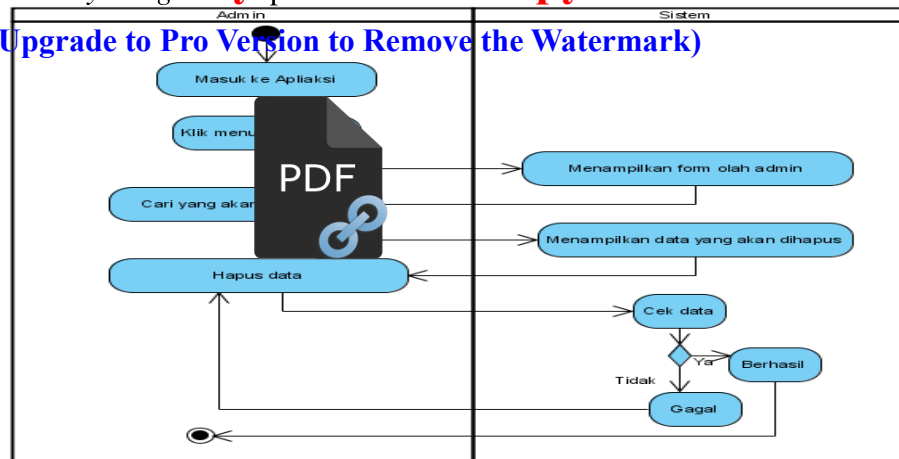 Admin
Sistem
Upgrade to Pro Version to Remove the Watermark)
Masuk ke Apliaksi
Klik menu
PDF
Menampilkan form olah admin
Cari yang akan
Menampilkan data yang akan dihapus
Hapus data
Cek data
Ya
Berhasil
Tidak
Gagal